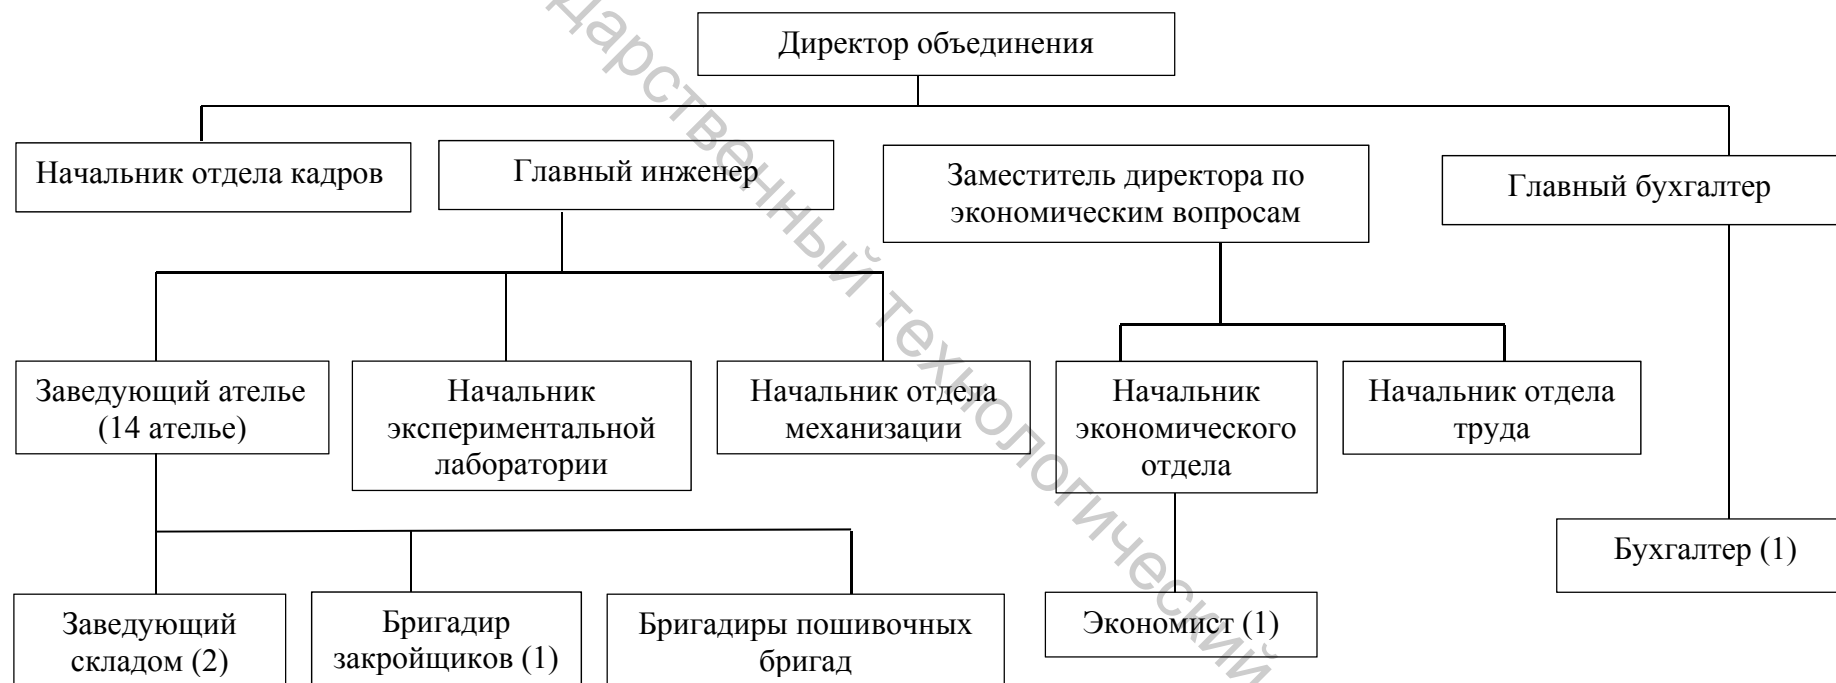 Директор объединения
Начальник отдела кадров
Главный инженер
Заместитель директора по
экономическим вопросам
Главный бухгалтер
Заведующий ателье
(14 ателье)
Начальник
экспериментальной
лаборатории
Начальник отдела
механизации
Начальник
экономического
отдела
Начальник отдела
труда
Бухгалтер (1)
Заведующий
складом (2)
Бригадир
закройщиков (1)
Бригадиры пошивочных
бригад
Экономист (1)
дарственный технологический